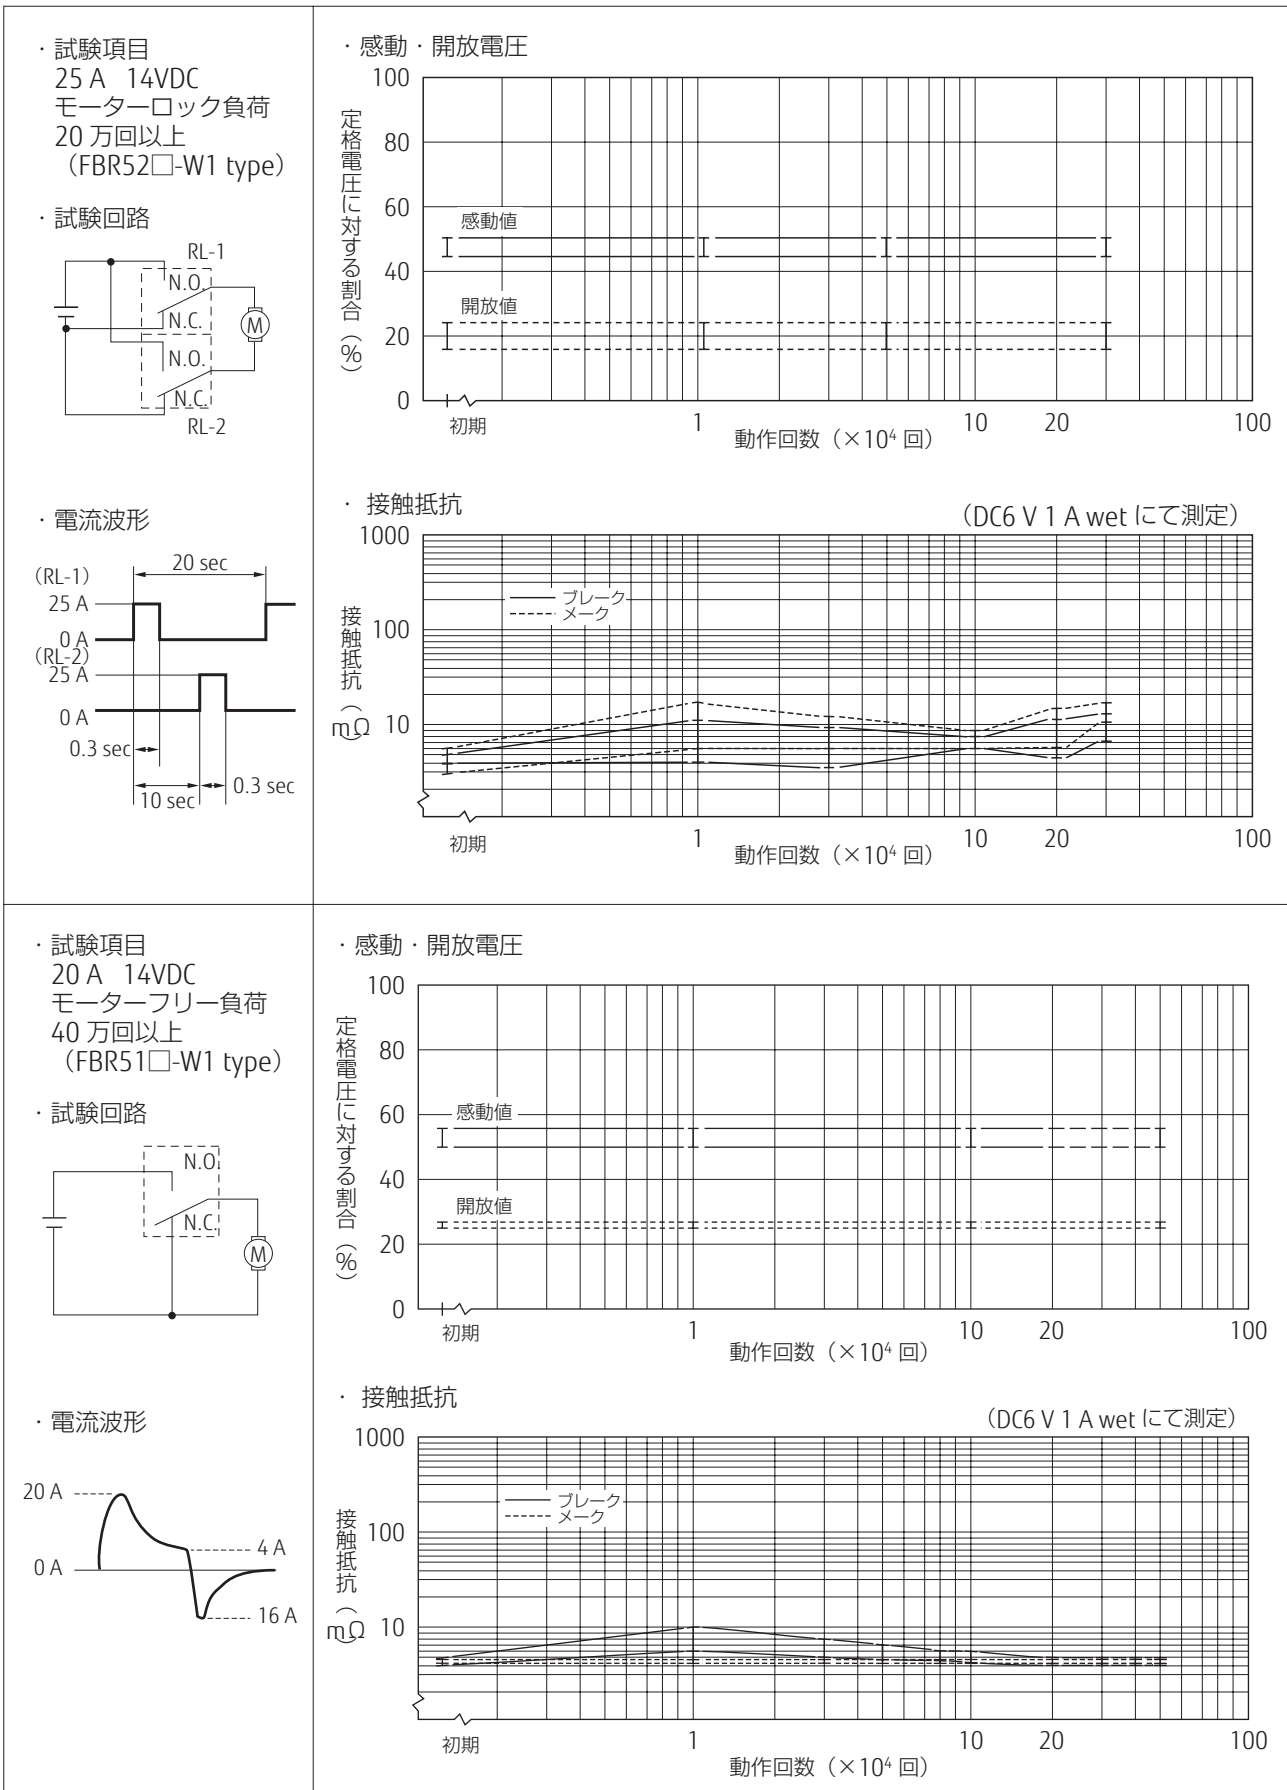 ・試験項目
25 A 14VDC
モーターロック負荷
20 万回以上
（FBR52□-W1 type）
・試験回路
RL-1
N.O.
N.C.
M
N.O.
N.C.
RL-2
・電流波形
20 sec
（RL-1）
25 A
0 A
（RL-2）
25 A
0 A
0.3 sec
0.3 sec
10 sec
・感動・開放電圧
100
80
60
40
20
0
定格電圧に対する割合（%）
感動値
開放値
初期
1
10
20
100
動作回数（×10⁴ 回）
・ 接触抵抗
（DC6 V 1 A wet にて測定）
1000
100
10
接触抵抗（mΩ）
ブレーク
メーク
初期
1
10
20
100
動作回数（×10⁴ 回）
・試験項目
20 A 14VDC
モーターフリー負荷
40 万回以上
（FBR51□-W1 type）
・試験回路
N.O.
N.C.
M
・電流波形
20 A
4 A
0 A
16 A
・感動・開放電圧
100
80
60
40
20
0
定格電圧に対する割合（%）
感動値
開放値
初期
1
10
20
100
動作回数（×10⁴ 回）
・ 接触抵抗
（DC6 V 1 A wet にて測定）
1000
100
10
接触抵抗（mΩ）
ブレーク
メーク
初期
1
10
20
100
動作回数（×10⁴ 回）